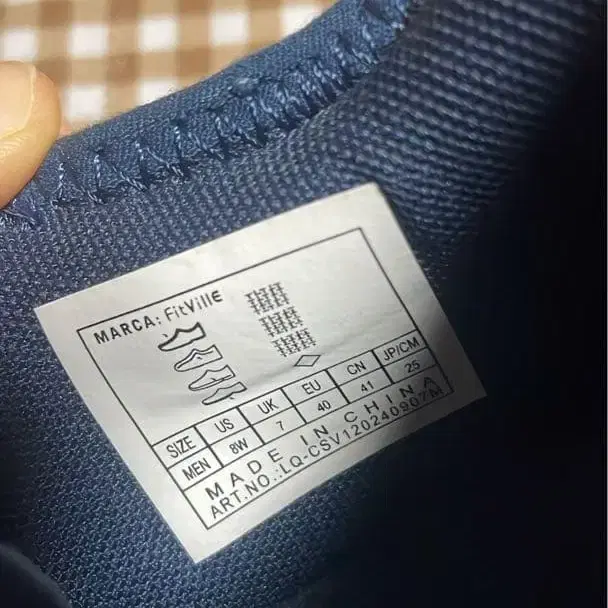 MARCA: FitVille
SIZE US UK EU CN JP/CM
MEN 8W 7 40 41 25
MADE IN CHINA
ART.NO.:LQ-CSV120240907M